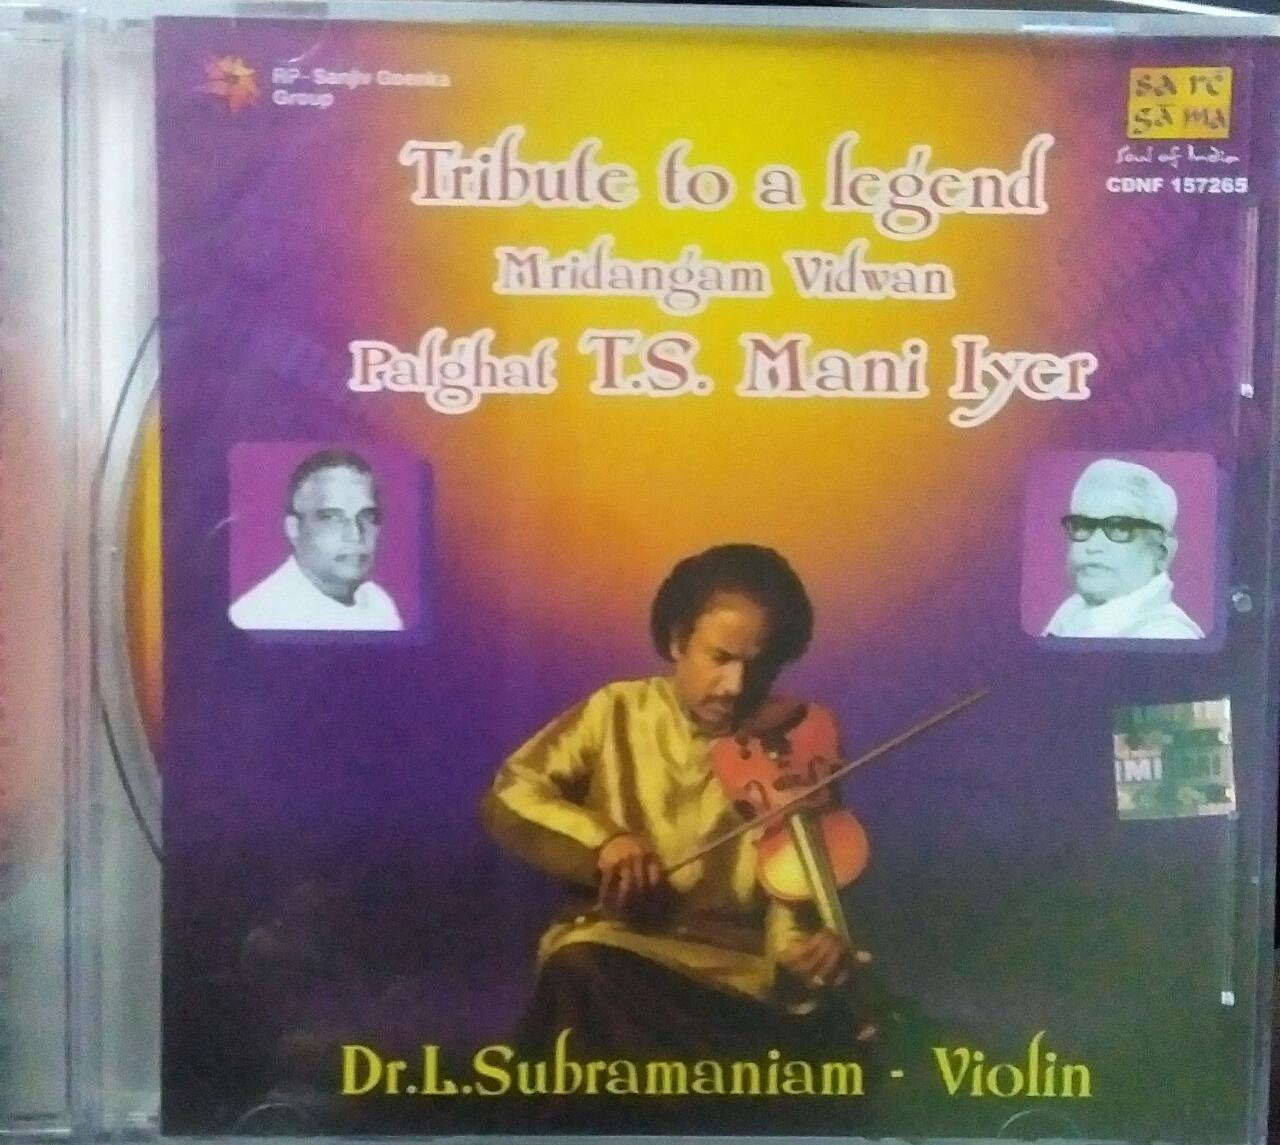 RP-Sanjiv Goenka
Group
sa re
ga ma
Soul of India
CDNF 157265
Tribute to a legend
Mridangam Vidwan
Palghat T.S. Mani Iyer
IMI
Dr.L.Subramaniam - Violin